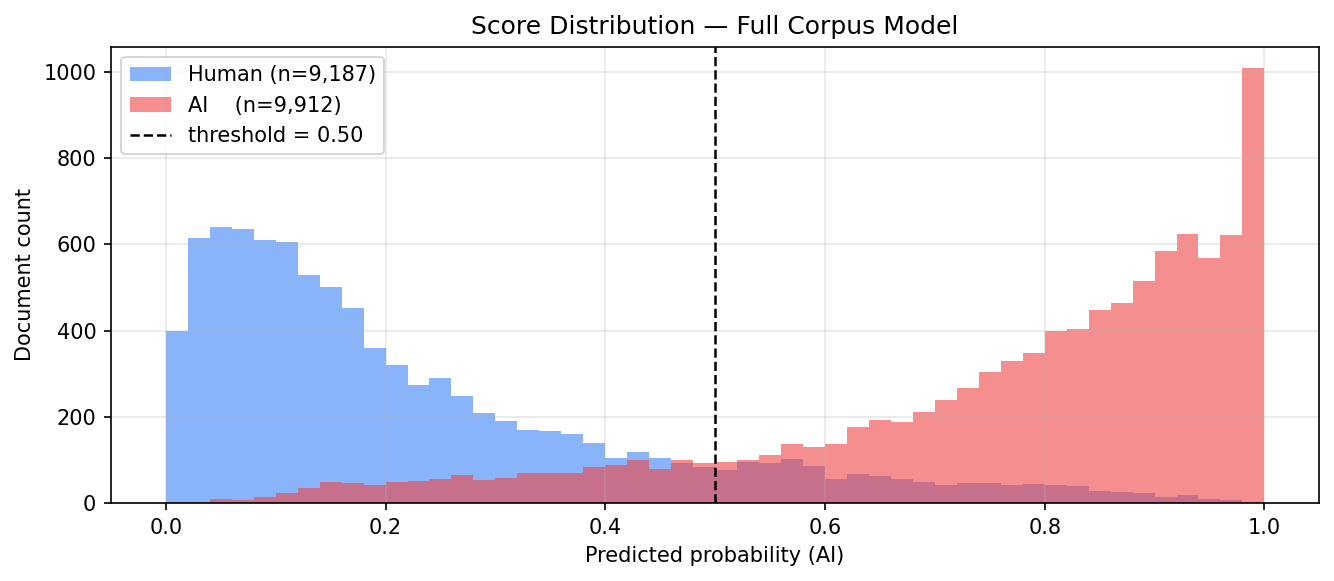 Score Distribution — Full Corpus Model
Human (n=9,187)
AI (n=9,912)
threshold = 0.50
Document count
1000
800
600
400
200
0
0.0 0.2 0.4 0.6 0.8 1.0
Predicted probability (AI)